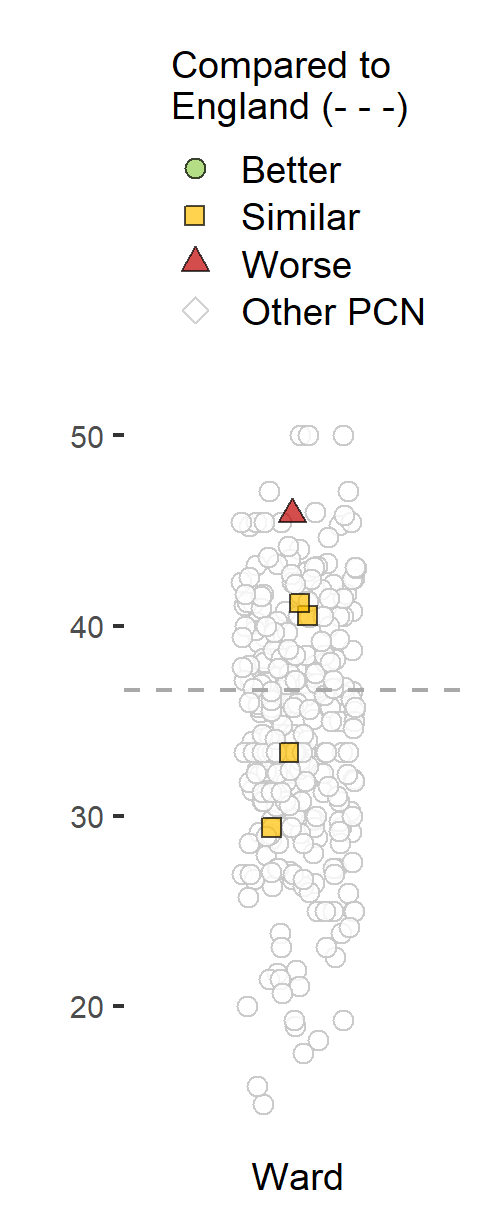 Compared to
England (- - -)
Better
Similar
Worse
Other PCN
50
40
30
20
Ward